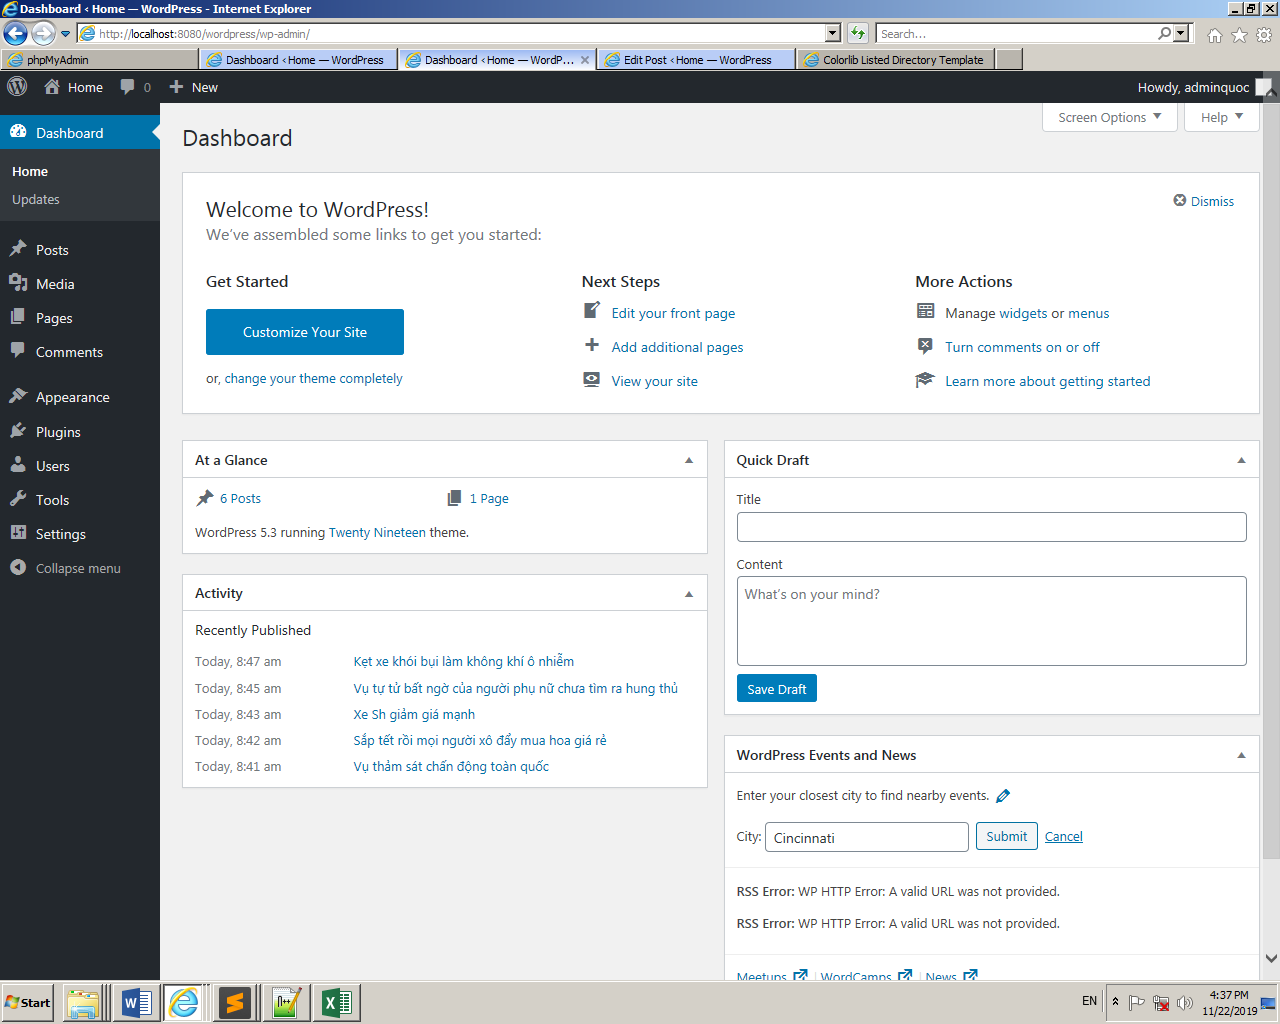 Dashboard ‹ Home — WordPress - Internet Explorer
http://localhost:8080/wordpress/wp-admin/
Search...
phpMyAdmin
Dashboard ‹ Home — WordPress
Dashboard ‹ Home — WordP...
Edit Post ‹ Home — WordPress
Colorlib Listed Directory Template
Home
0
New
Howdy, adminquoc
Dashboard
Home
Updates
Posts
Media
Pages
Comments
Appearance
Plugins
Users
Tools
Settings
Collapse menu
Screen Options
Help
Dashboard
Dismiss
Welcome to WordPress!
We've assembled some links to get you started:
Get Started
Customize Your Site
or, change your theme completely
Next Steps
Edit your front page
Add additional pages
View your site
More Actions
Manage widgets or menus
Turn comments on or off
Learn more about getting started
At a Glance
6 Posts
1 Page
WordPress 5.3 running Twenty Nineteen theme.
Activity
Recently Published
Today, 8:47 am Kẹt xe khói bụi làm không khí ô nhiễm
Today, 8:45 am Vụ tự tử bất ngờ của người phụ nữ chưa tìm ra hung thủ
Today, 8:43 am Xe Sh giảm giá mạnh
Today, 8:42 am Sắp tết rồi mọi người xô đẩy mua hoa giá rẻ
Today, 8:41 am Vụ thảm sát chấn động toàn quốc
Quick Draft
Title
Content
What's on your mind?
Save Draft
WordPress Events and News
Enter your closest city to find nearby events.
City: Cincinnati Submit Cancel
RSS Error: WP HTTP Error: A valid URL was not provided.
RSS Error: WP HTTP Error: A valid URL was not provided.
Meetups | WordCamps | News
Start
EN
4:37 PM
11/22/2019